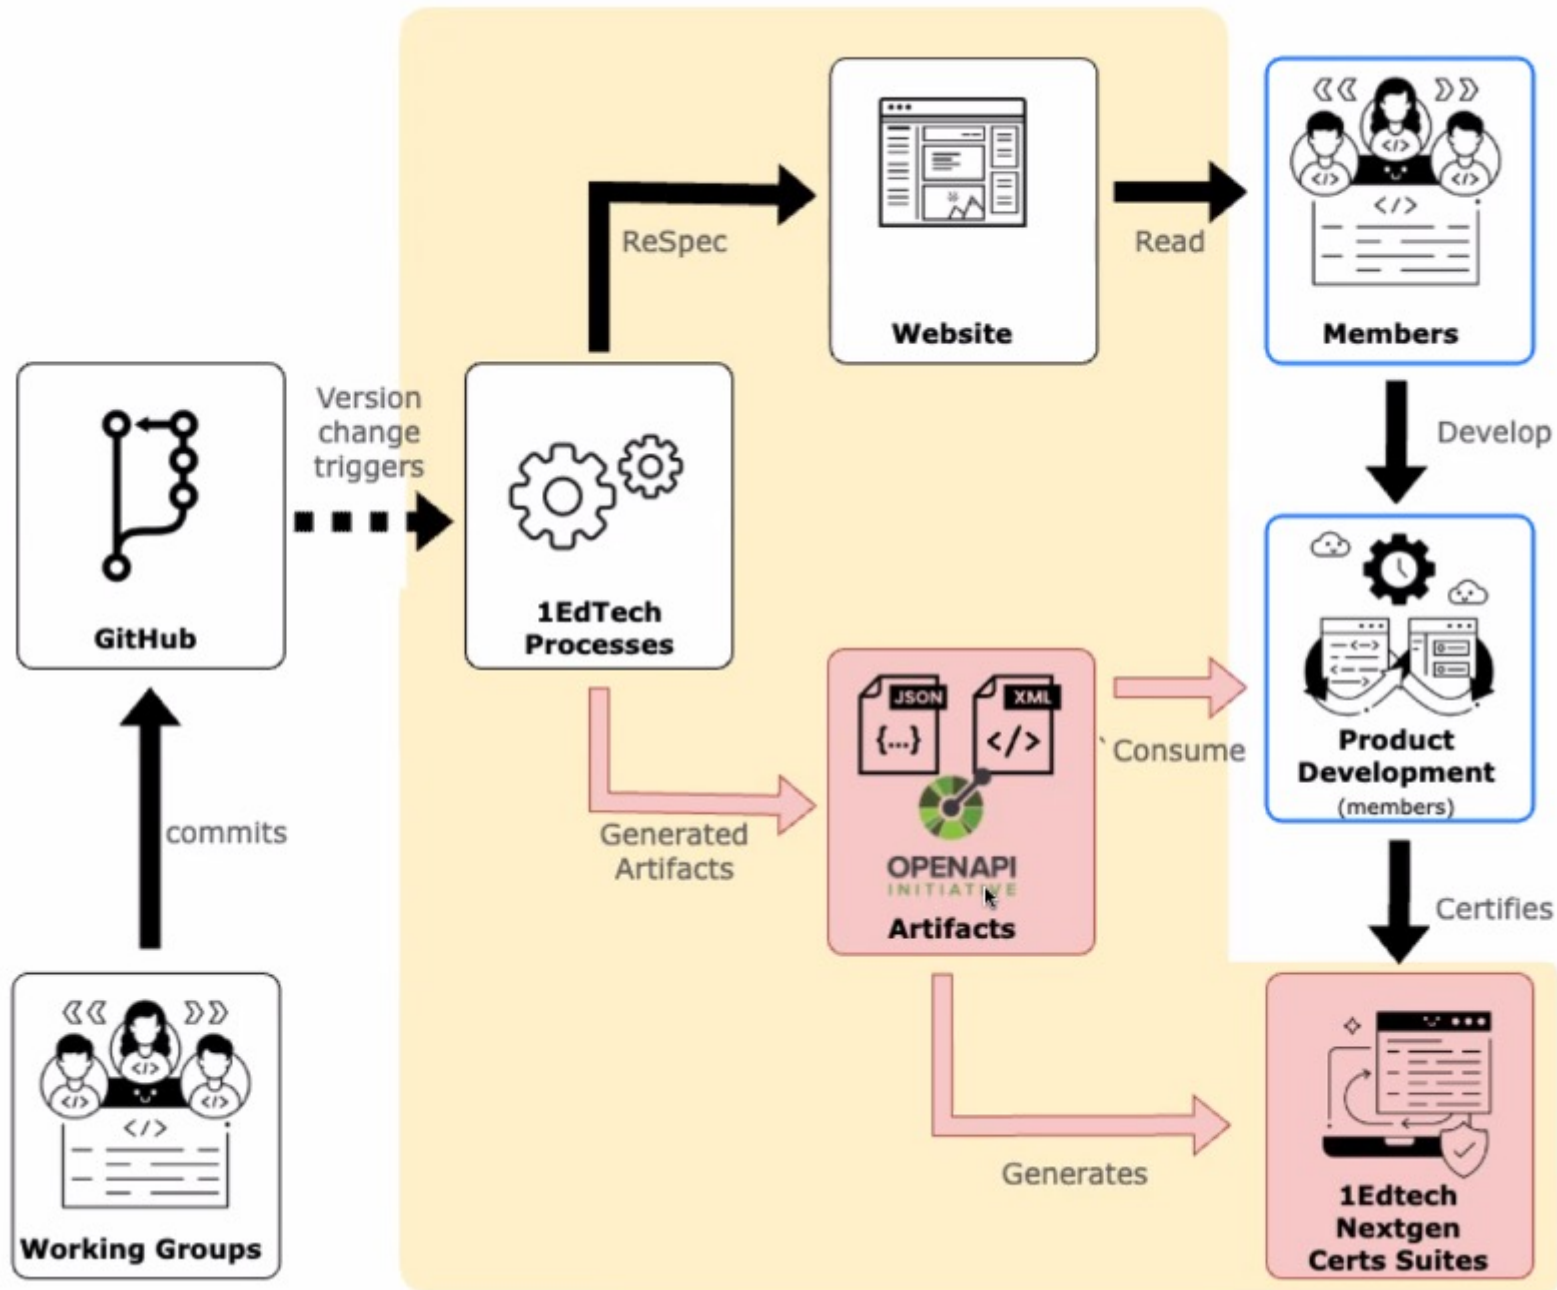 ReSpec
Website
Read
Members
Develop
Version
change
triggers
GitHub
1EdTech
Processes
commits
Working Groups
Generated
Artifacts
JSON
{...}
XML
</>
OPENAPI
INITIATIVE
Artifacts
` Consume
Product
Development
(members)
Certifies
Generates
1Edtech
Nextgen
Certs Suites
</>
</>
</>
</>
</>
</>
</>
</>